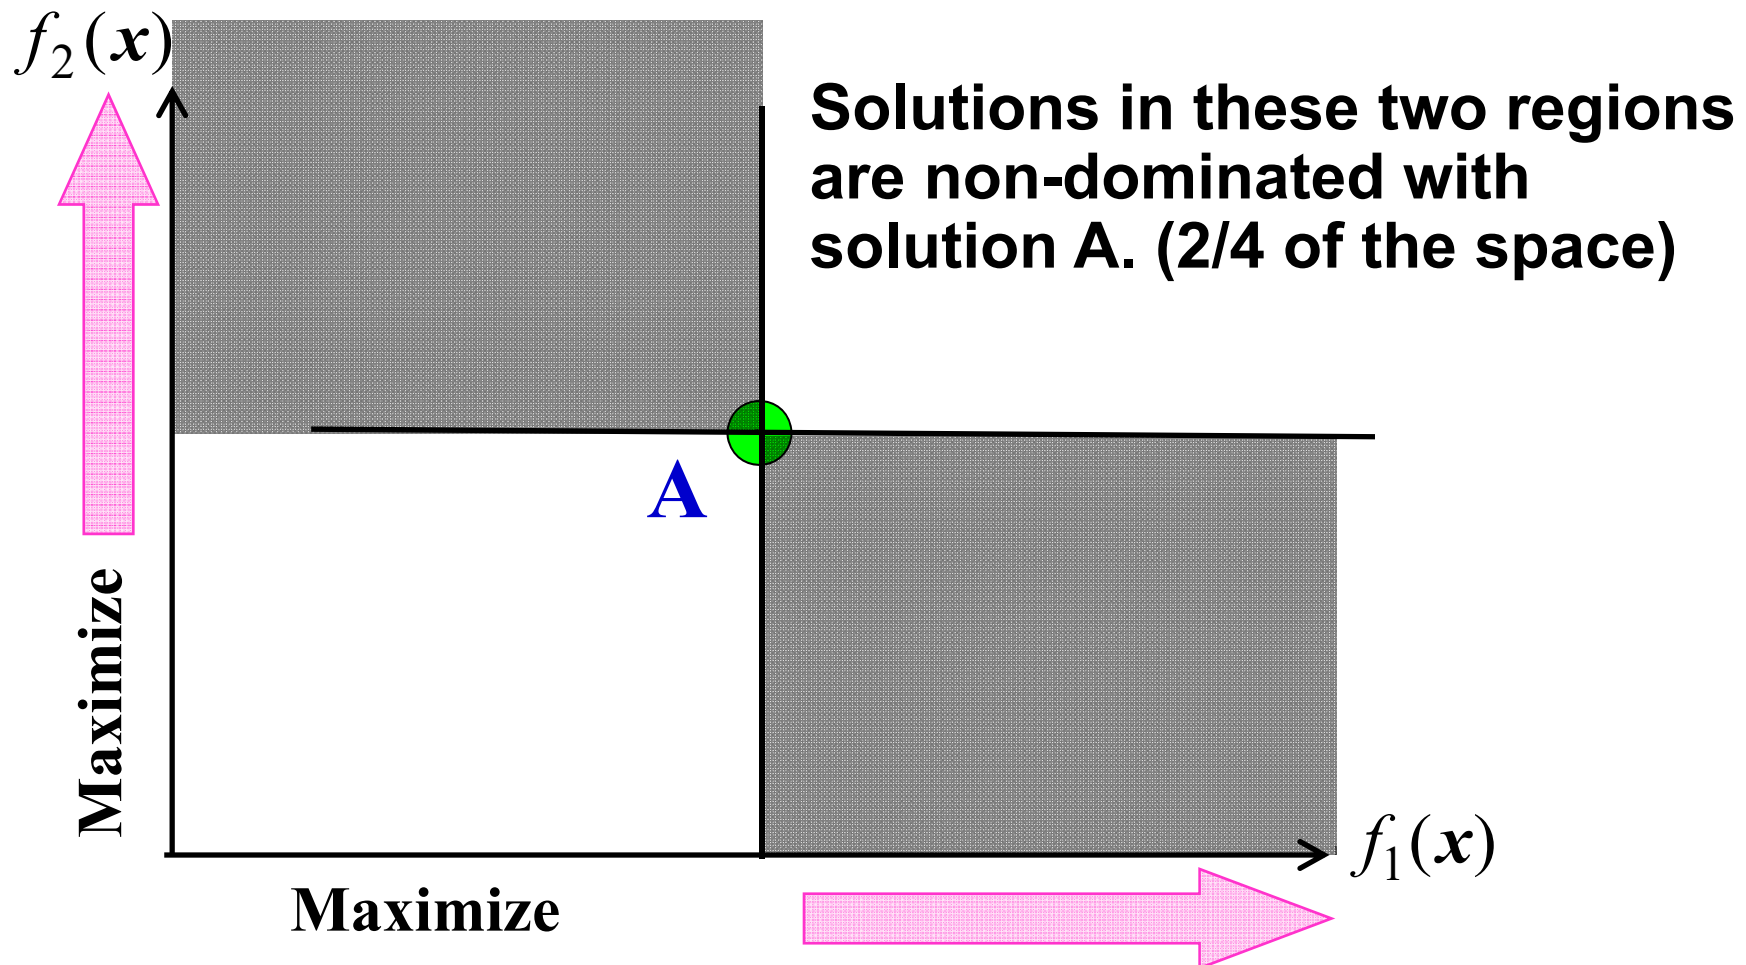 f₂(x)
Solutions in these two regions
are non-dominated with
solution A. (2/4 of the space)
A
Maximize
f₁(x)
Maximize